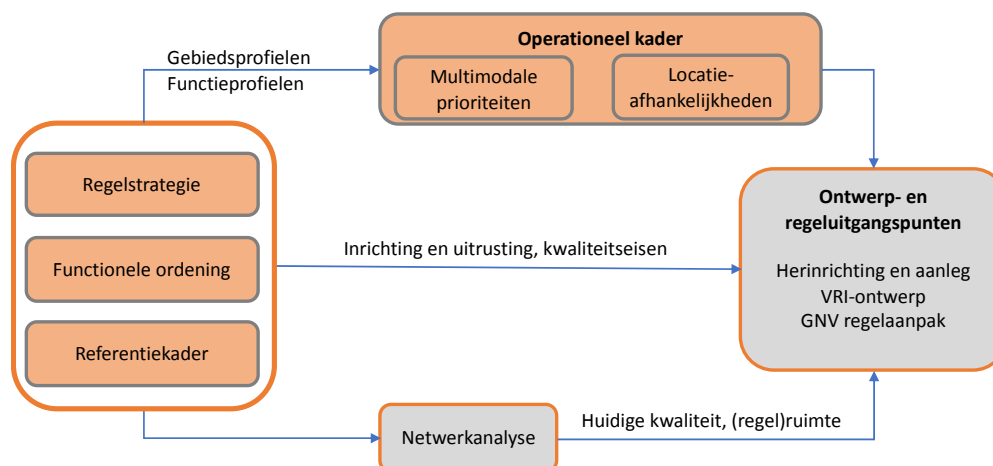 Operationeel kader
Multimodale
prioriteiten
Locatie-
afhankelijkheden
Gebiedsprofielen
Functieprofielen
Regelstrategie
Functionele ordening
Referentiekader
Inrichting en uitrusting, kwaliteitseisen
Ontwerp- en
regeluitgangspunten
Herinrichting en aanleg
VRI-ontwerp
GNV regelaanpak
Netwerkanalyse
Huidige kwaliteit, (regel)ruimte